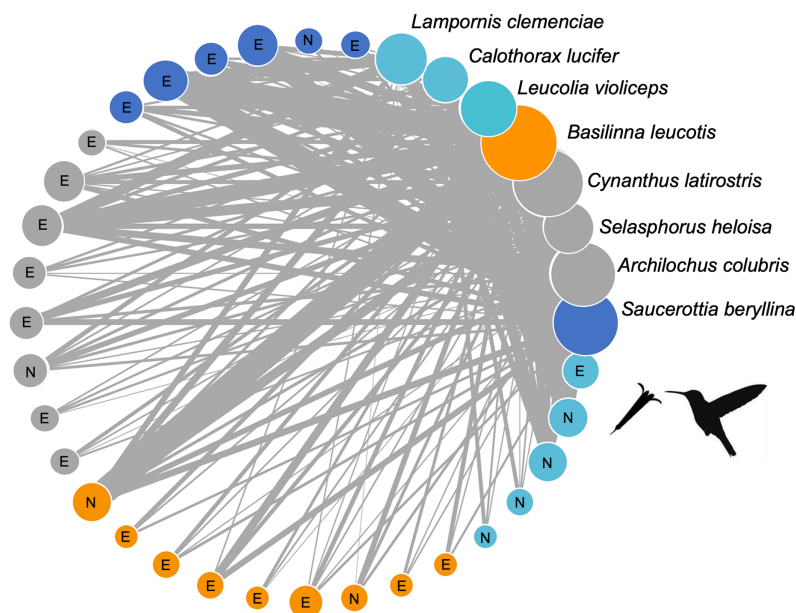 Lampornis clemenciae
Calothorax lucifer
Leucolia violiceps
Basilinna leucotis
Cynanthus latirostris
Selasphorus heloisa
Archilochus colubris
Saucerottia beryllina
E
N
N
N
N
E
E
N
E
E
E
E
E
N
E
E
N
E
E
E
E
E
E
E
E
E
N
E